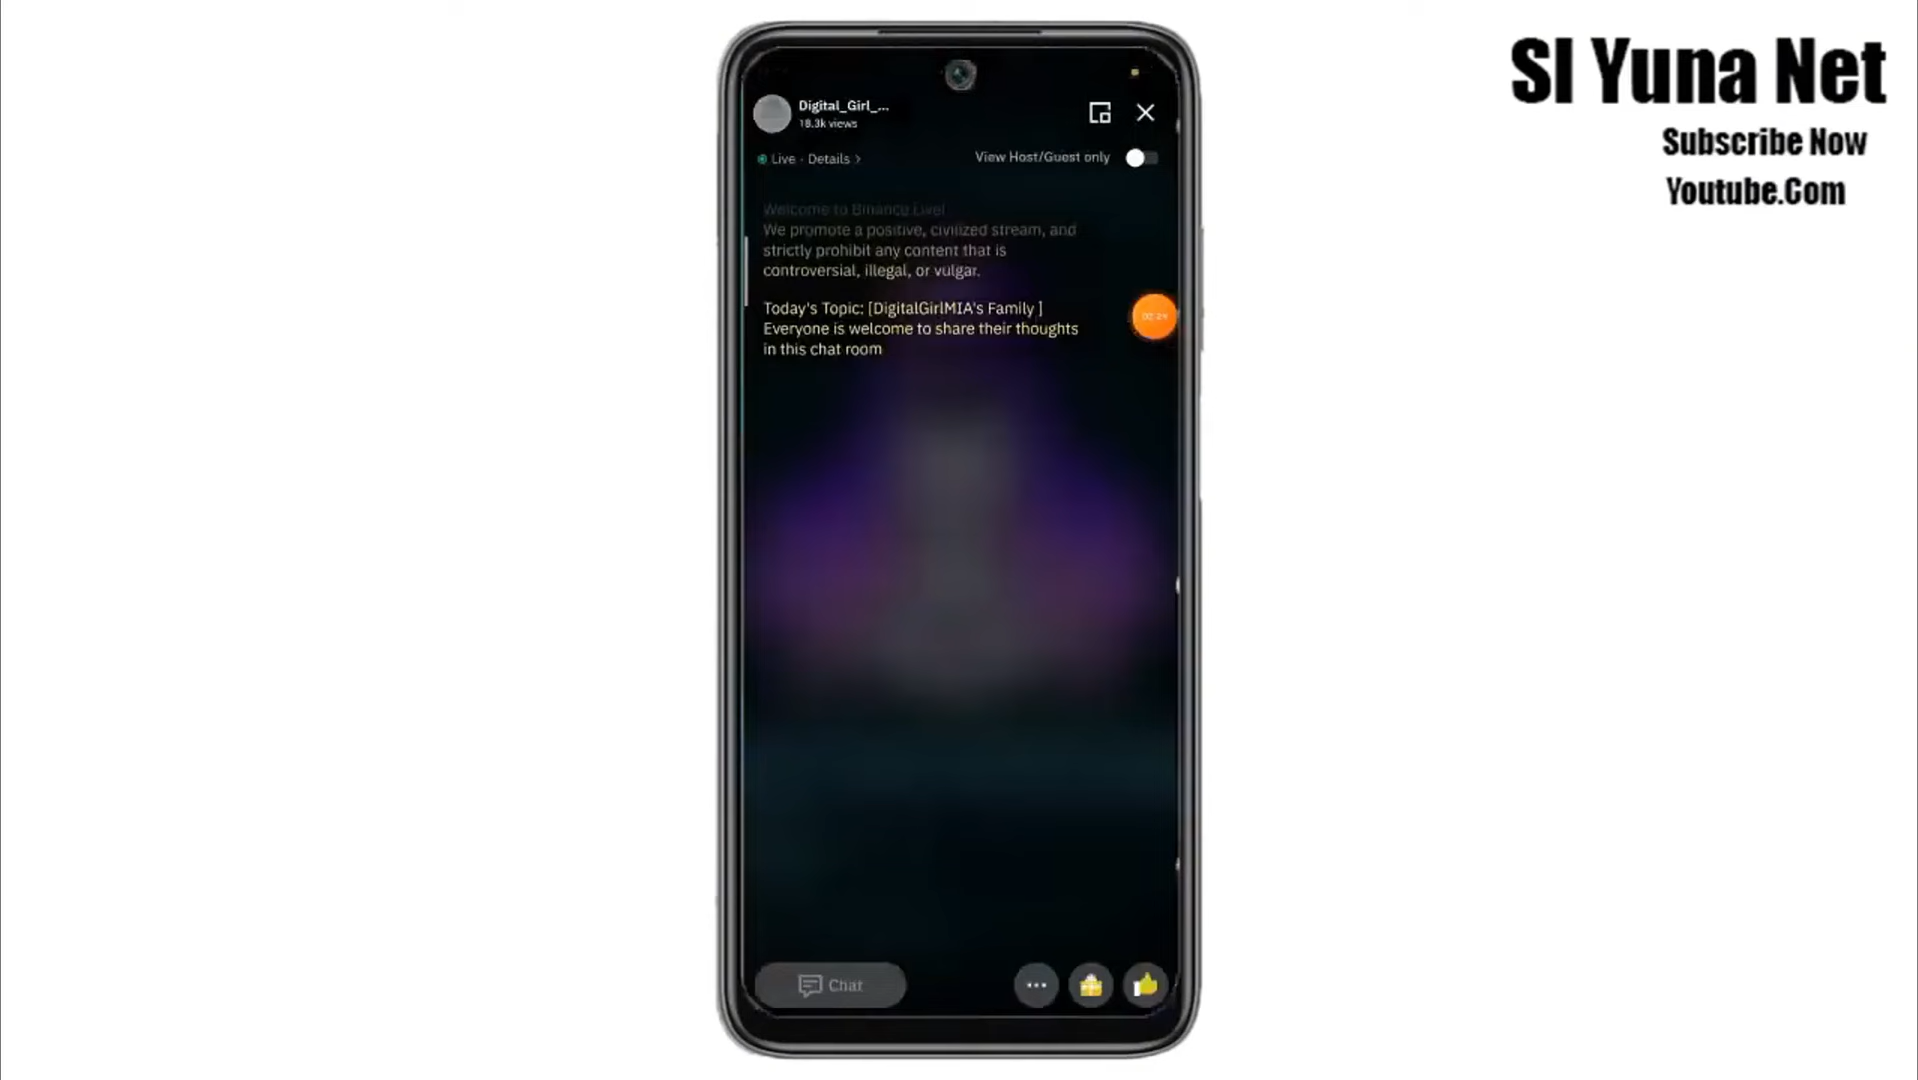 SI Yuna Net
Subscribe Now
Youtube.Com
Digital_Girl_...
18.3k views
Live - Details >
View Host/Guest only
Welcome to Binance Live!
We promote a positive, civilized stream, and
strictly prohibit any content that is
controversial, illegal, or vulgar.
Today's Topic: [DigitalGirlMIA's Family ]
Everyone is welcome to share their thoughts
in this chat room
02:24
Chat